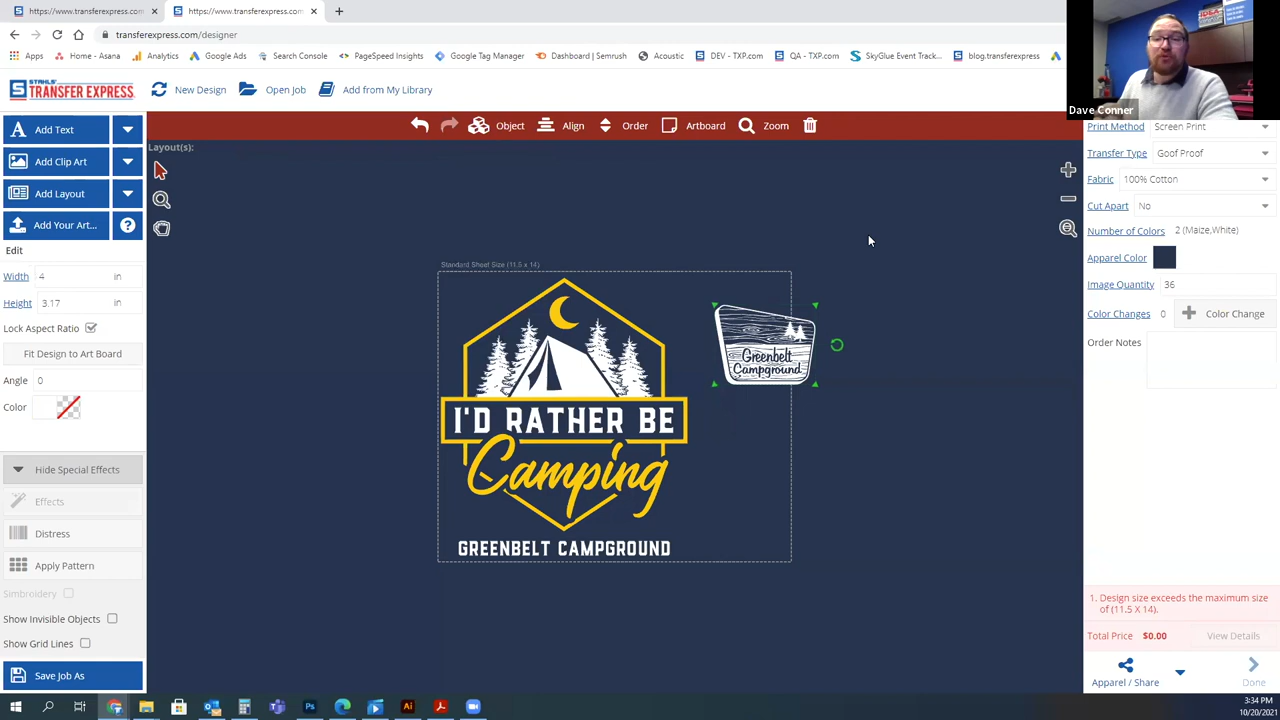 https://www.transferexpress.com/
https://www.transferexpress.com/
transferexpress.com/designer
Apps
Home - Asana
Analytics
Google Ads
Search Console
PageSpeed Insights
Google Tag Manager
Dashboard | Semrush
Acoustic
DEV - TXP.com
QA - TXP.com
SkyGlue Event Track...
blog.transferexpress...
STAHLS'
TRANSFER EXPRESS
New Design
Open Job
Add from My Library
Dave Conner
Add Text
Add Clip Art
Add Layout
Add Your Art...
Object
Align
Order
Artboard
Zoom
Layout(s):
Edit
Width 4 in
Height 3.17 in
Lock Aspect Ratio
Fit Design to Art Board
Angle 0
Color
Hide Special Effects
Effects
Distress
Apply Pattern
Simbroidery
Show Invisible Objects
Show Grid Lines
Save Job As
Standard Sheet Size (11.5 x 14)
I'D RATHER BE
Camping
GREENBELT CAMPGROUND
Greenbelt
Campground
Print Method Screen Print
Transfer Type Goof Proof
Fabric 100% Cotton
Cut Apart No
Number of Colors 2 (Maize,White)
Apparel Color
Image Quantity 36
Color Changes 0 Color Change
Order Notes
1. Design size exceeds the maximum size
of (11.5 X 14).
Total Price $0.00 View Details
Apparel / Share
Done
3:34 PM
10/20/2021